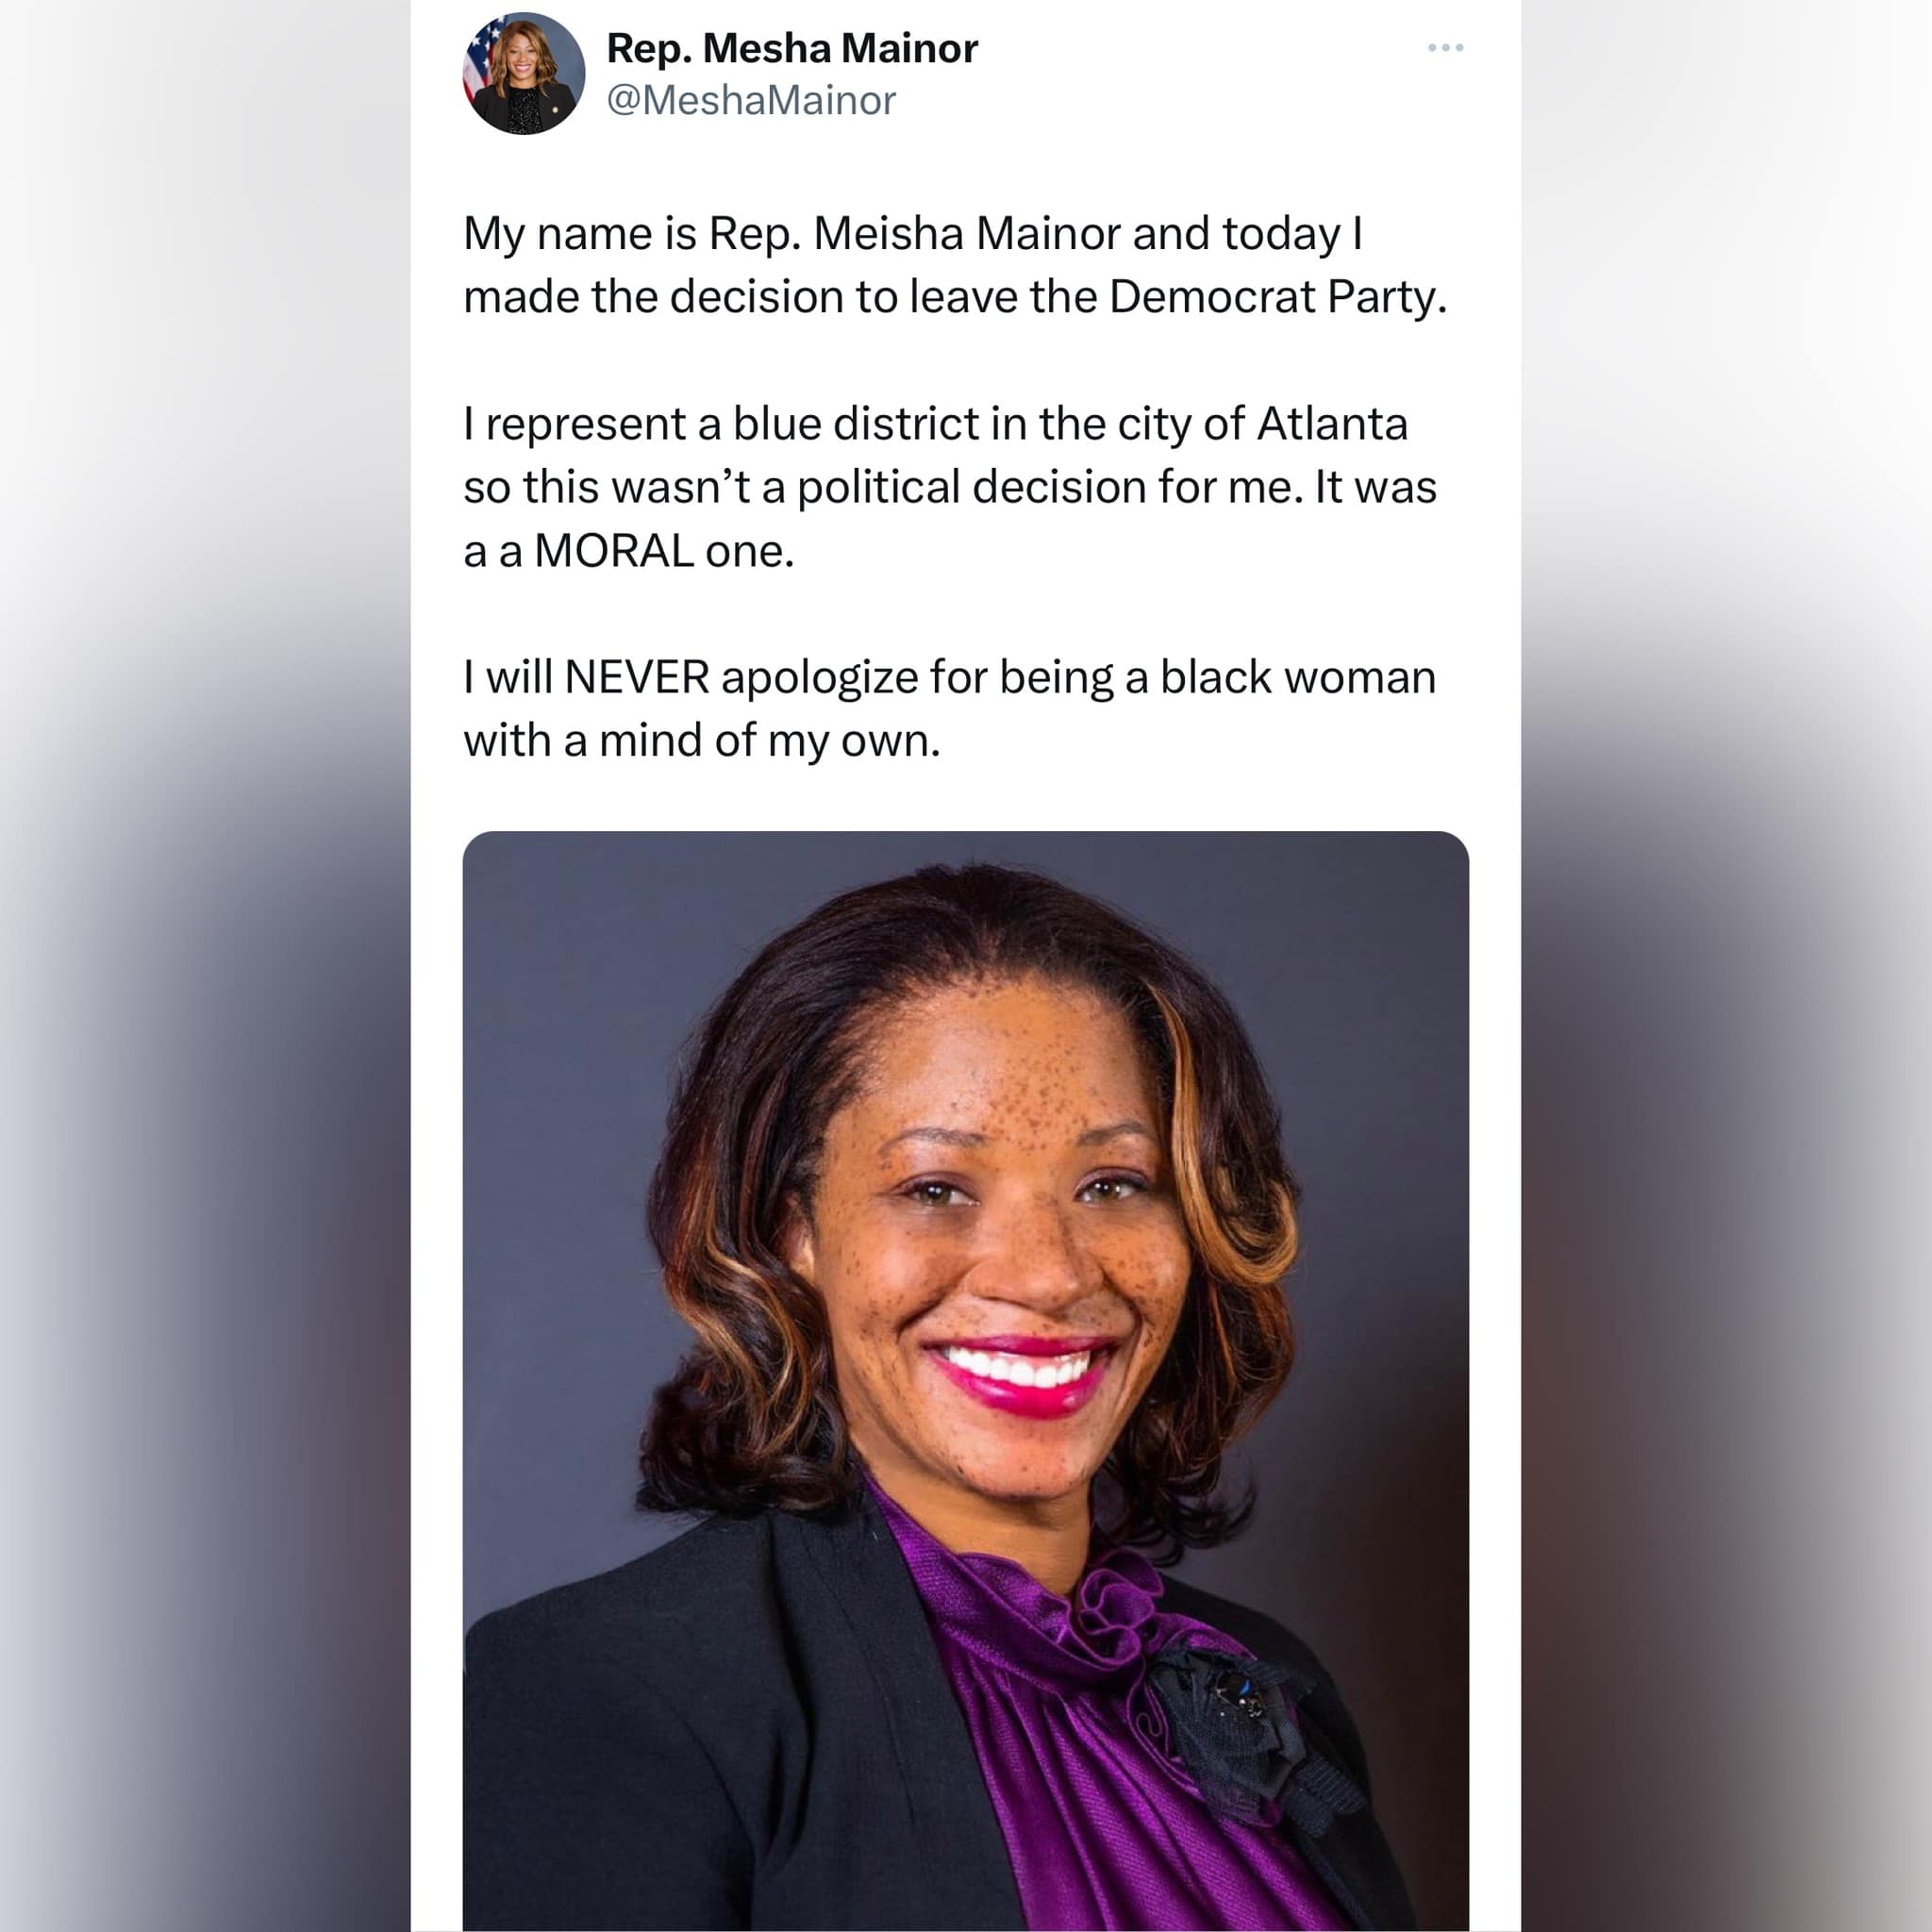 Rep. Mesha Mainor
@MeshaMainor
My name is Rep. Meisha Mainor and today I
made the decision to leave the Democrat Party.
I represent a blue district in the city of Atlanta
so this wasn’t a political decision for me. It was
a a MORAL one.
I will NEVER apologize for being a black woman
with a mind of my own.